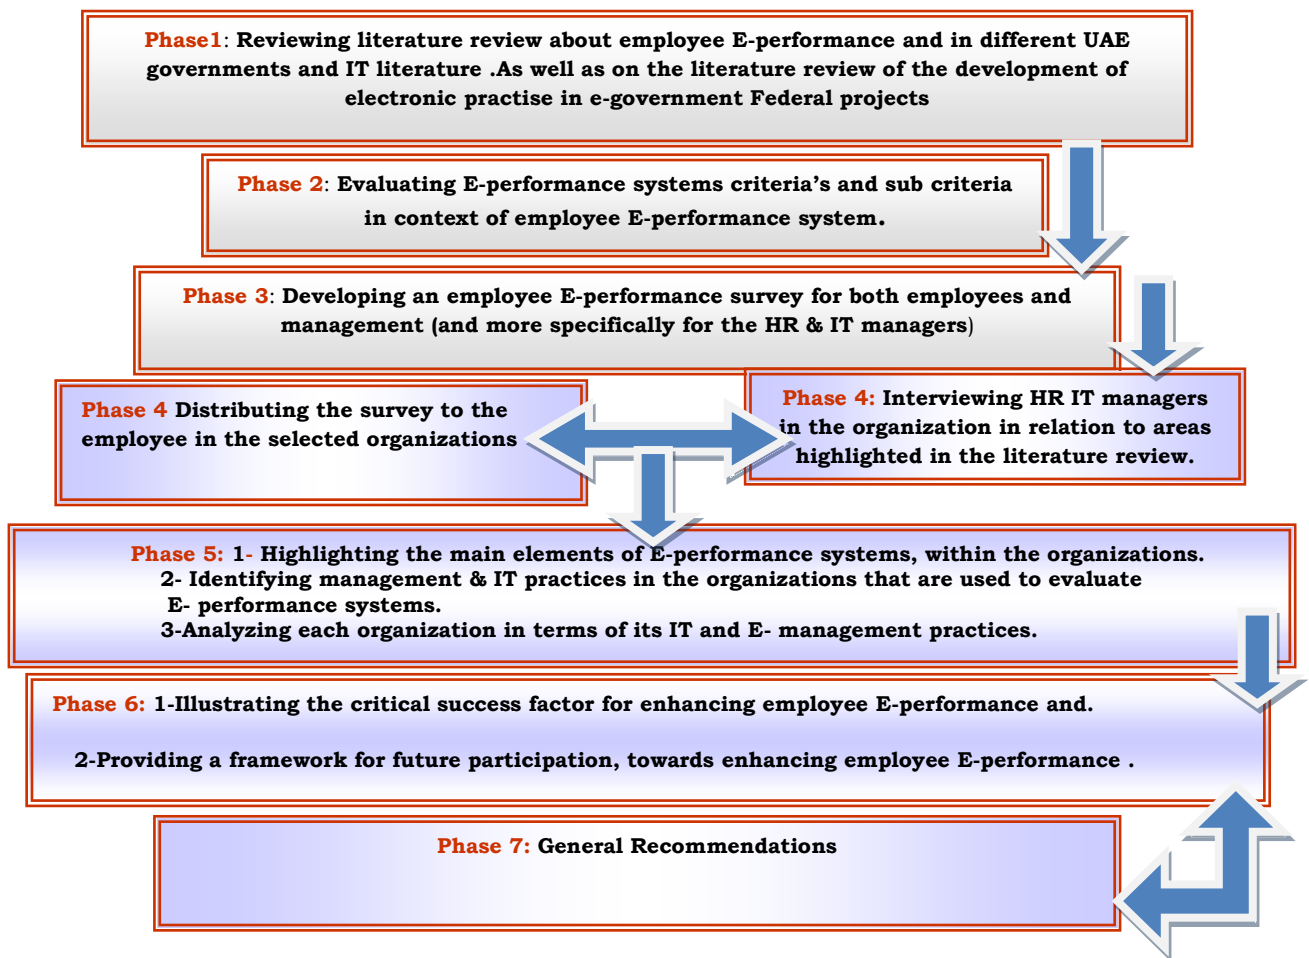 Phase1: Reviewing literature review about employee E-performance and in different UAE
governments and IT literature .As well as on the literature review of the development of
electronic practise in e-government Federal projects
Phase 2: Evaluating E-performance systems criteria's and sub criteria
in context of employee E-performance system.
Phase 3: Developing an employee E-performance survey for both employees and
management (and more specifically for the HR & IT managers)
Phase 4 Distributing the survey to the
employee in the selected organizations
Phase 4: Interviewing HR IT managers
in the organization in relation to areas
highlighted in the literature review.
Phase 5: 1- Highlighting the main elements of E-performance systems, within the organizations.
2- Identifying management & IT practices in the organizations that are used to evaluate
E- performance systems.
3-Analyzing each organization in terms of its IT and E- management practices.
Phase 6: 1-Illustrating the critical success factor for enhancing employee E-performance and.
2-Providing a framework for future participation, towards enhancing employee E-performance .
Phase 7: General Recommendations